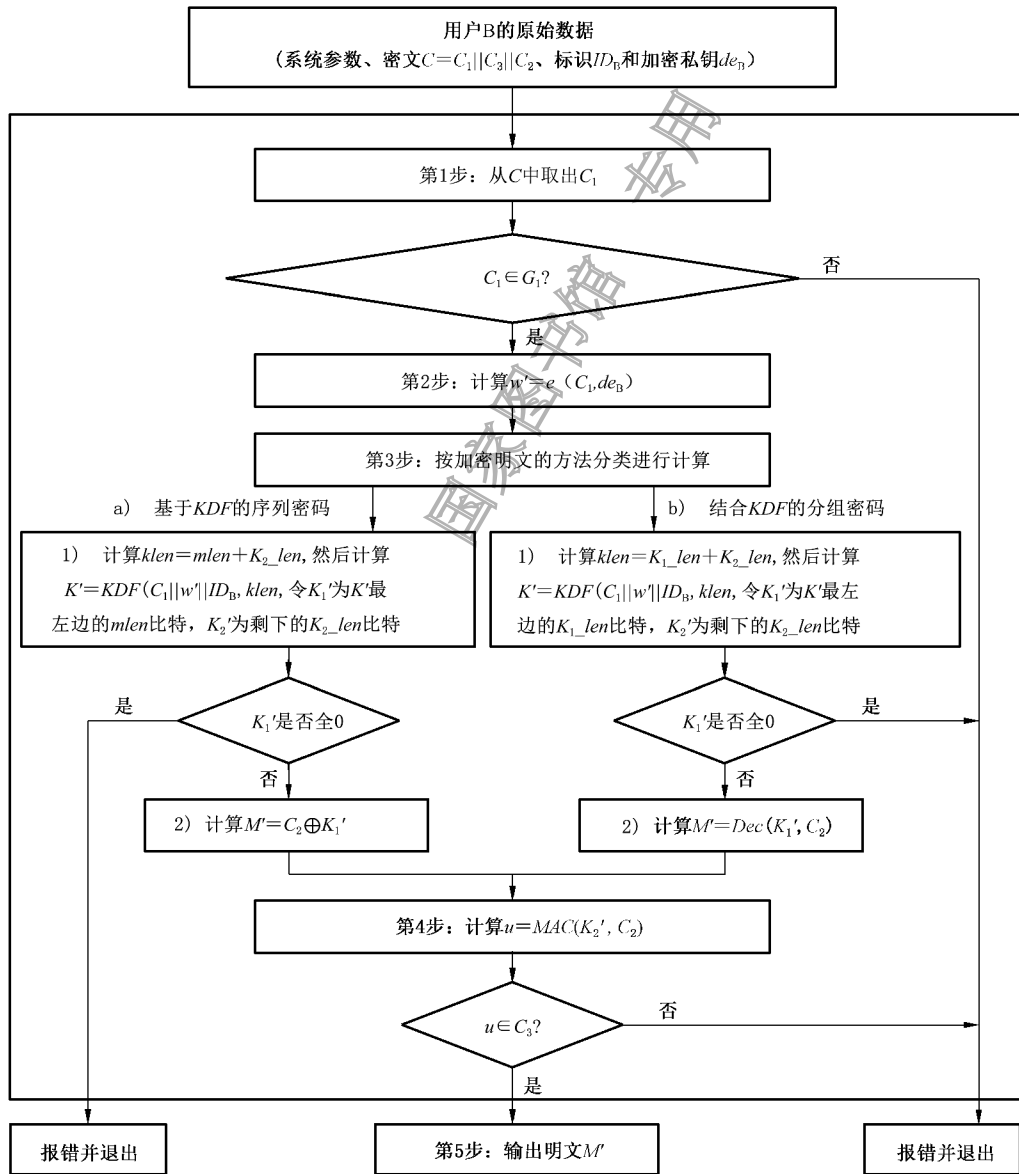 用户B的原始数据
(系统参数、密文C=C₁||C₃||C₂、标识ID_B和加密私钥de_B)
第1步：从C中取出C₁
C₁∈G₁?
否
是
第2步：计算w′=e（C₁,de_B）
第3步：按加密明文的方法分类进行计算
a) 基于KDF的序列密码
b) 结合KDF的分组密码
1) 计算klen=mlen+K₂_len,然后计算
K′=KDF(C₁||w′||ID_B,klen,令K₁′为K′最
左边的mlen比特，K₂′为剩下的K₂_len比特
1) 计算klen=K₁_len+K₂_len,然后计算
K′=KDF(C₁||w′||ID_B,klen,令K₁′为K′最左
边的K₁_len比特，K₂′为剩下的K₂_len比特
是
K₁′是否全0
否
K₁′是否全0
是
否
2) 计算M′=C₂⊕K₁′
2) 计算M′=Dec(K₁′,C₂)
第4步：计算u=MAC(K₂′,C₂)
u∈C₃?
否
是
报错并退出
第5步：输出明文M′
报错并退出
国家图书馆 专用